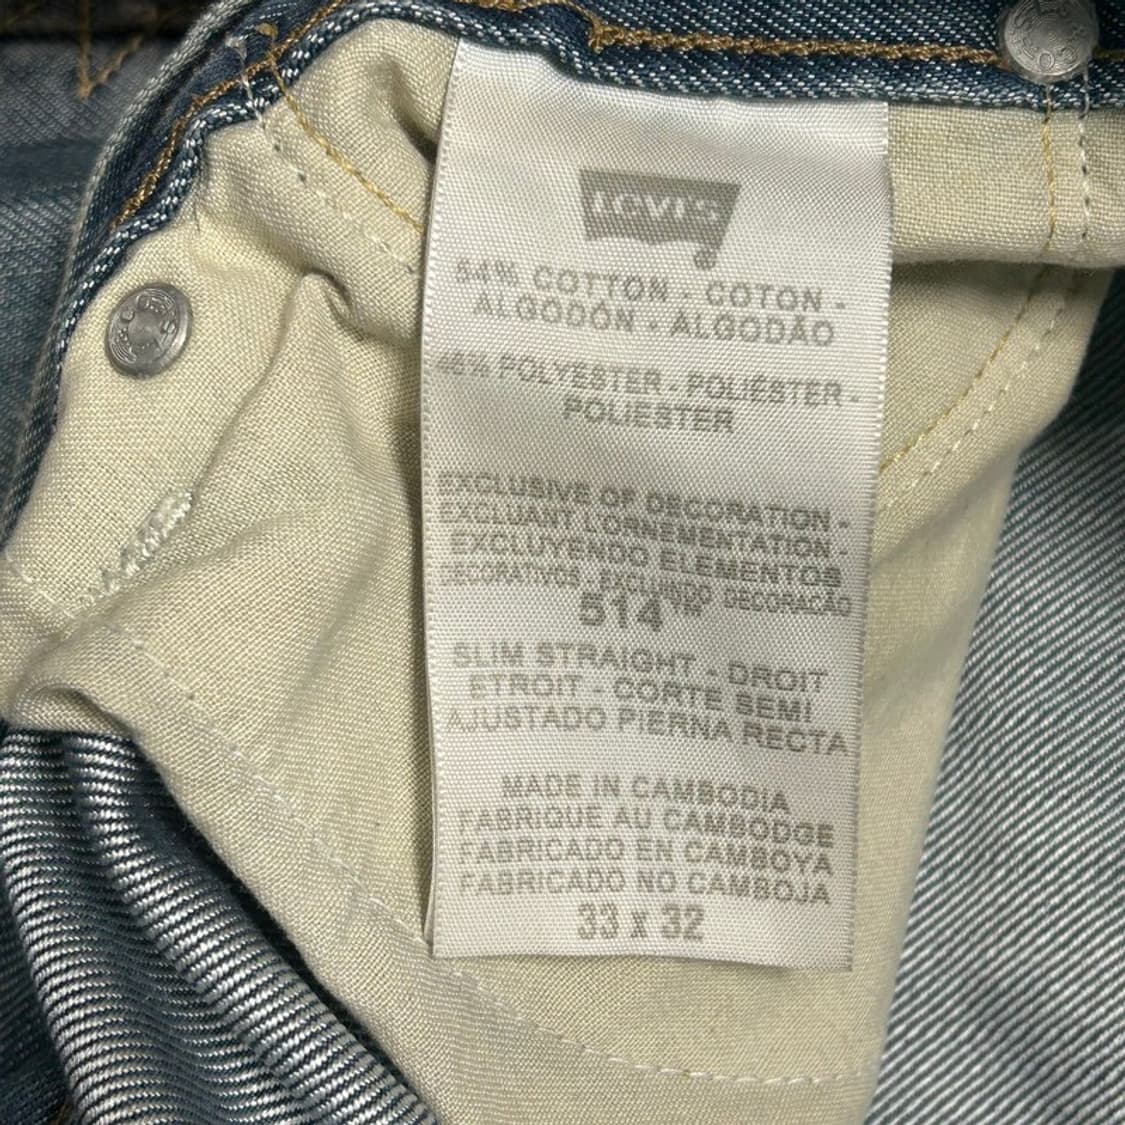 LEVI'S
54% COTTON - COTON -
ALGODÓN - ALGODÃO
46% POLYESTER - POLIÉSTER -
POLIESTER
EXCLUSIVE OF DECORATION -
EXCLUANT L'ORNEMENTATION -
EXCLUYENDO ELEMENTOS
DECORATIVOS - EXCLUINDO DECORACÃO
514™
SLIM STRAIGHT - DROIT
ETROIT - CORTE SEMI
AJUSTADO PIERNA RECTA
MADE IN CAMBODIA
FABRIQUE AU CAMBODGE
FABRICADO EN CAMBOYA
FABRICADO NO CAMBOJA
33 x 32